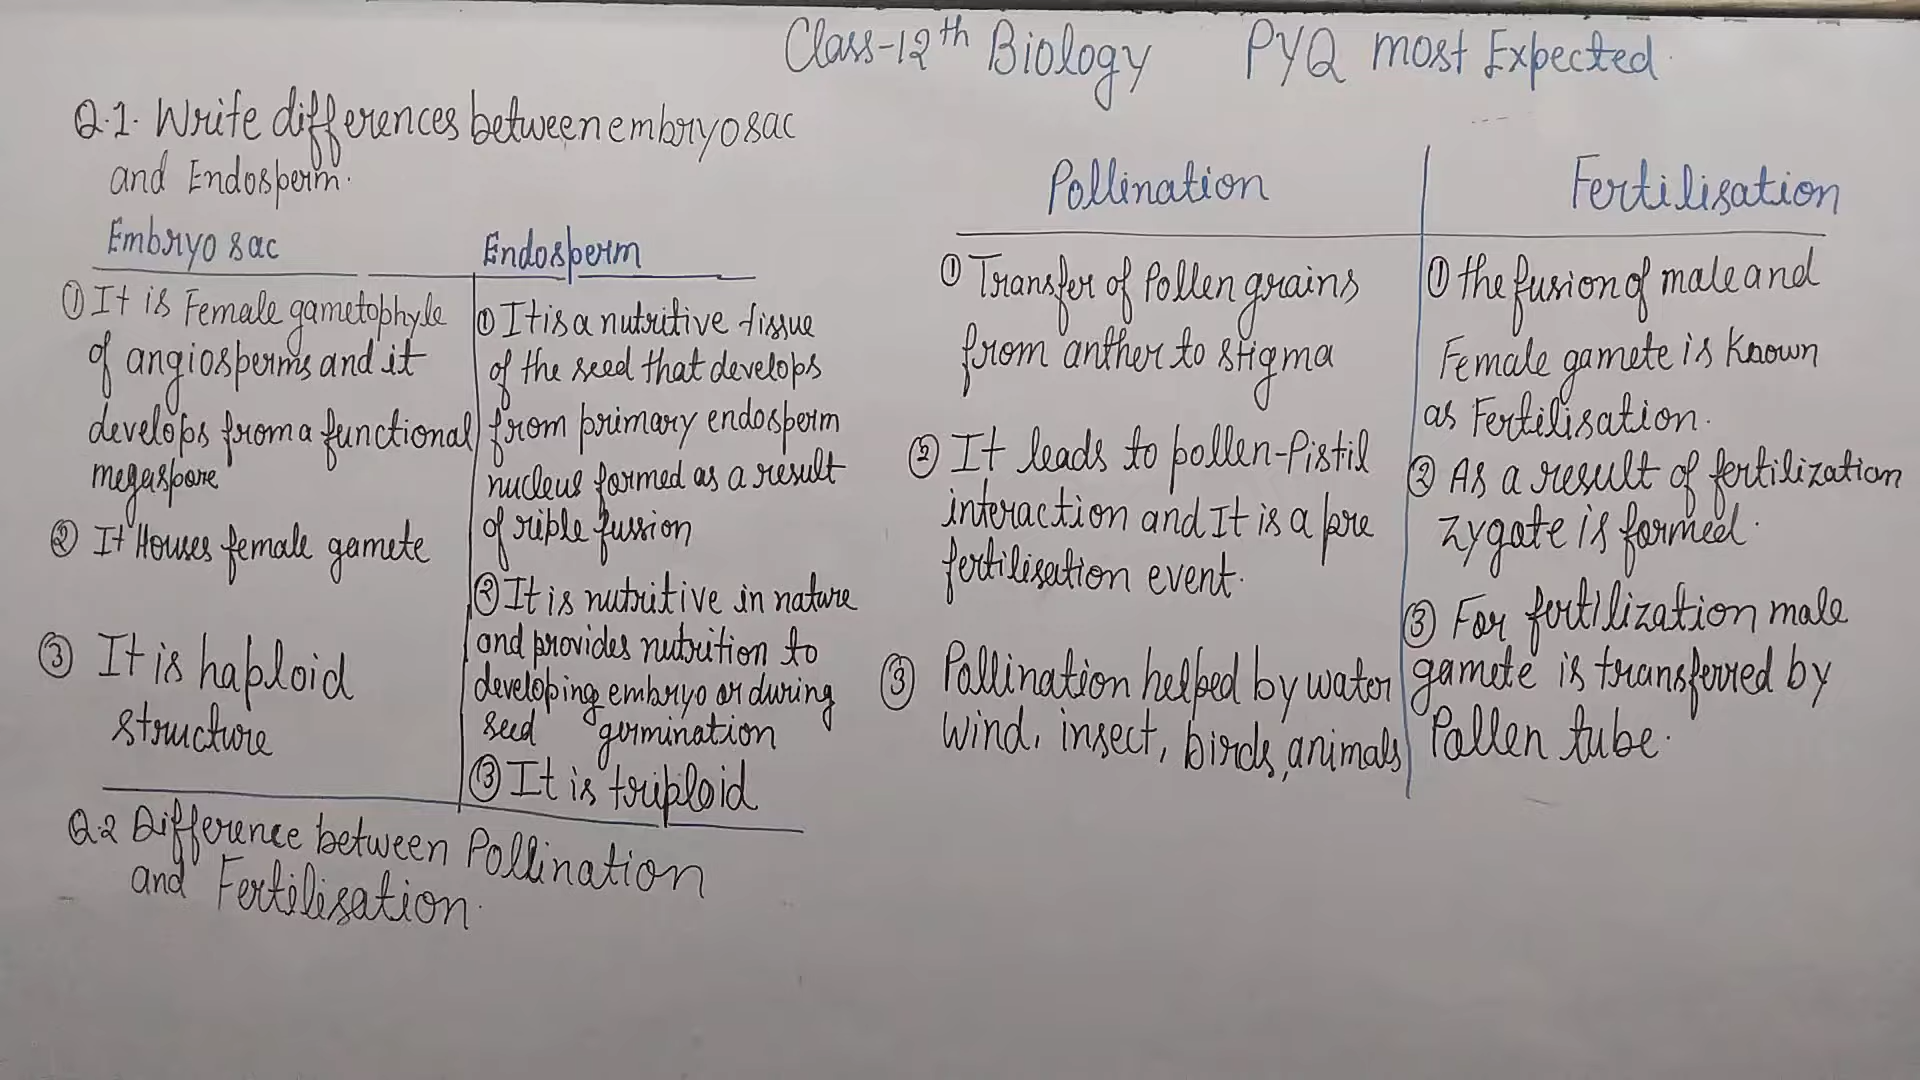 Class-12th Biology PYQ most Expected.
Q.1. Write differences between embryo sac
and Endosperm.
Embryo sac
① It is Female gametophyle
of angiosperms and it
develops from a functional
megaspore
② It Houses female gamete
③ It is haploid
structure
Endosperm
① It is a nutritive tissue
of the seed that develops
from primary endosperm
nucleus formed as a result
of riple fussion
② It is nutritive in nature
and provides nutrition to
developing embryo or during
seed germination
③ It is triploid
Q.2 Difference between Pollination
and Fertilisation.
Pollination
① Transfer of Pollen grains
from anther to stigma
② It leads to pollen-Pistil
interaction and It is a pre
fertilisation event.
③ Pollination helped by water
wind, insect, birds, animals
Fertilisation
① the fusion of male and
Female gamete is Known
as Fertilisation.
② As a result of fertilization
zygate is formed.
③ For fertilization male
gamete is transferred by
Pollen tube.